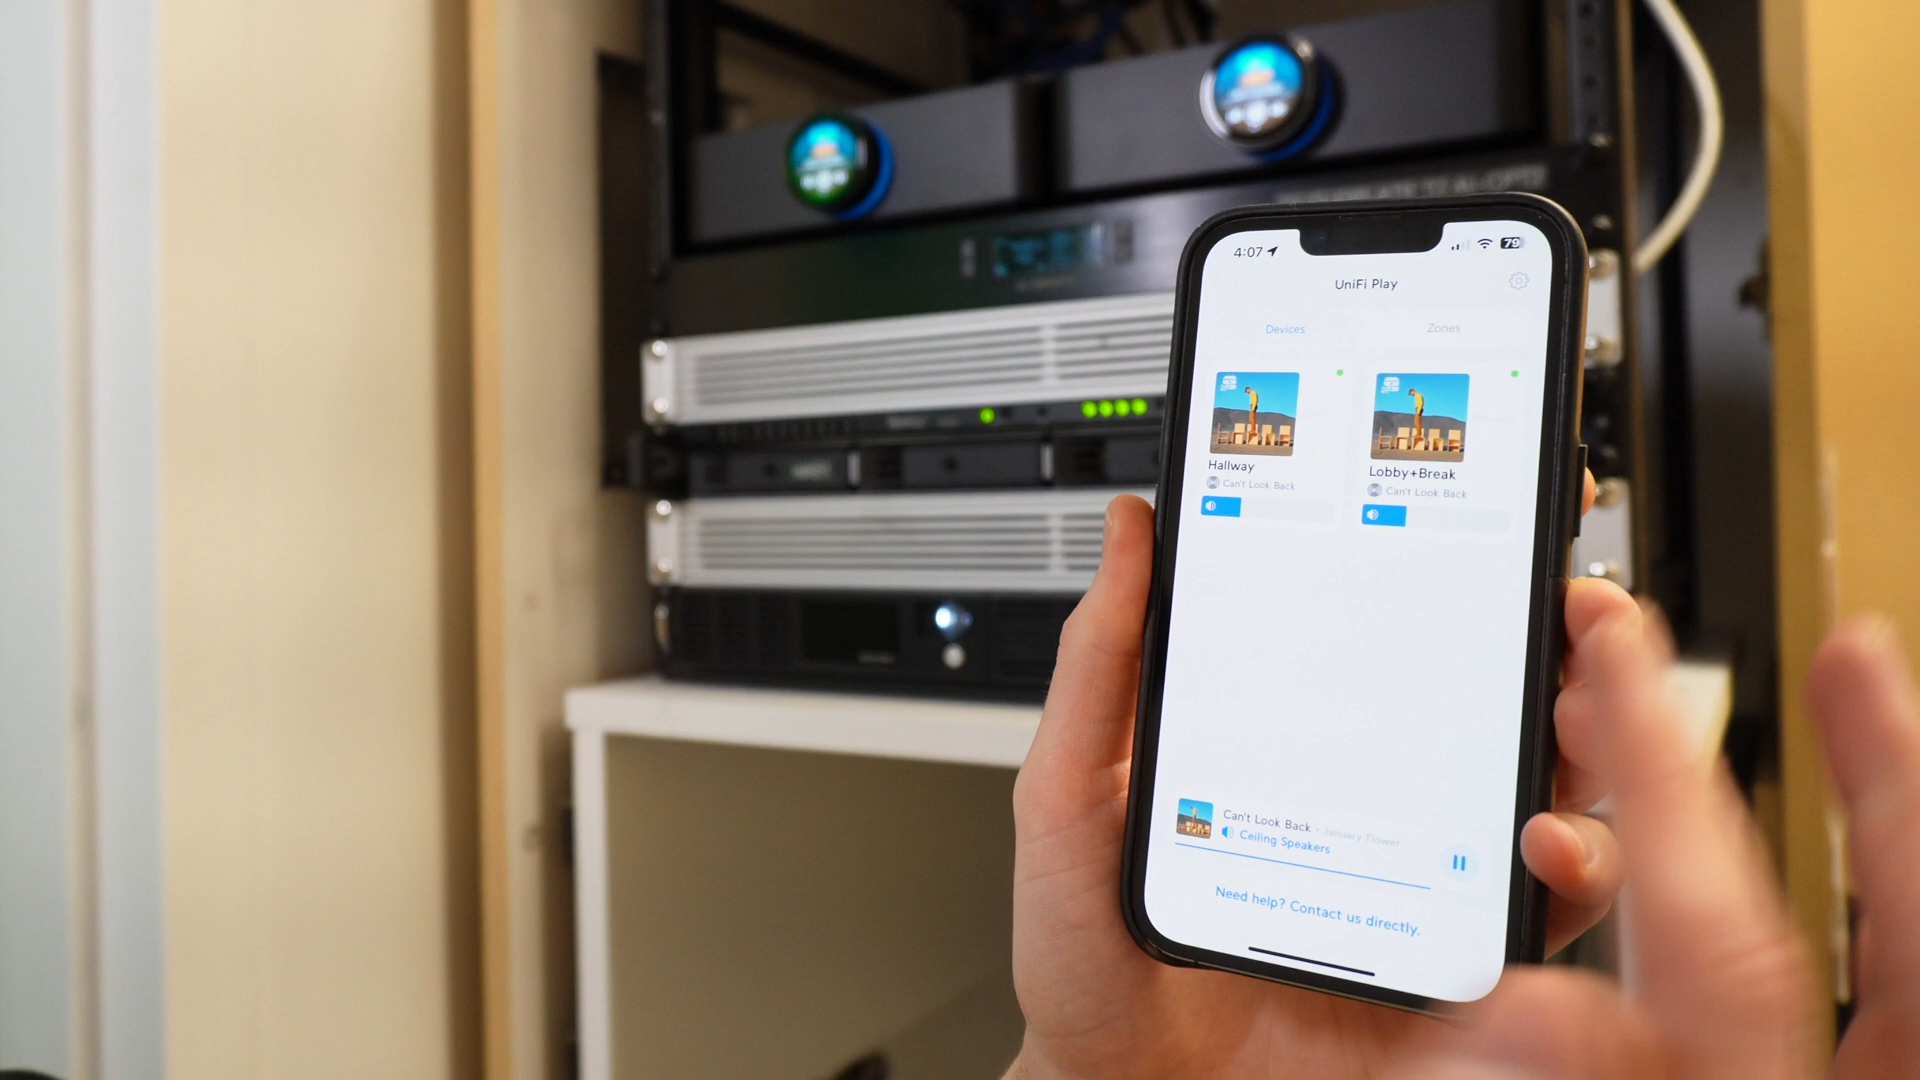 4:07
79
UniFi Play
Devices
Zones
Hallway
Can't Look Back
Lobby+Break
Can't Look Back
Can't Look Back • January Flower
Ceiling Speakers
Need help? Contact us directly.